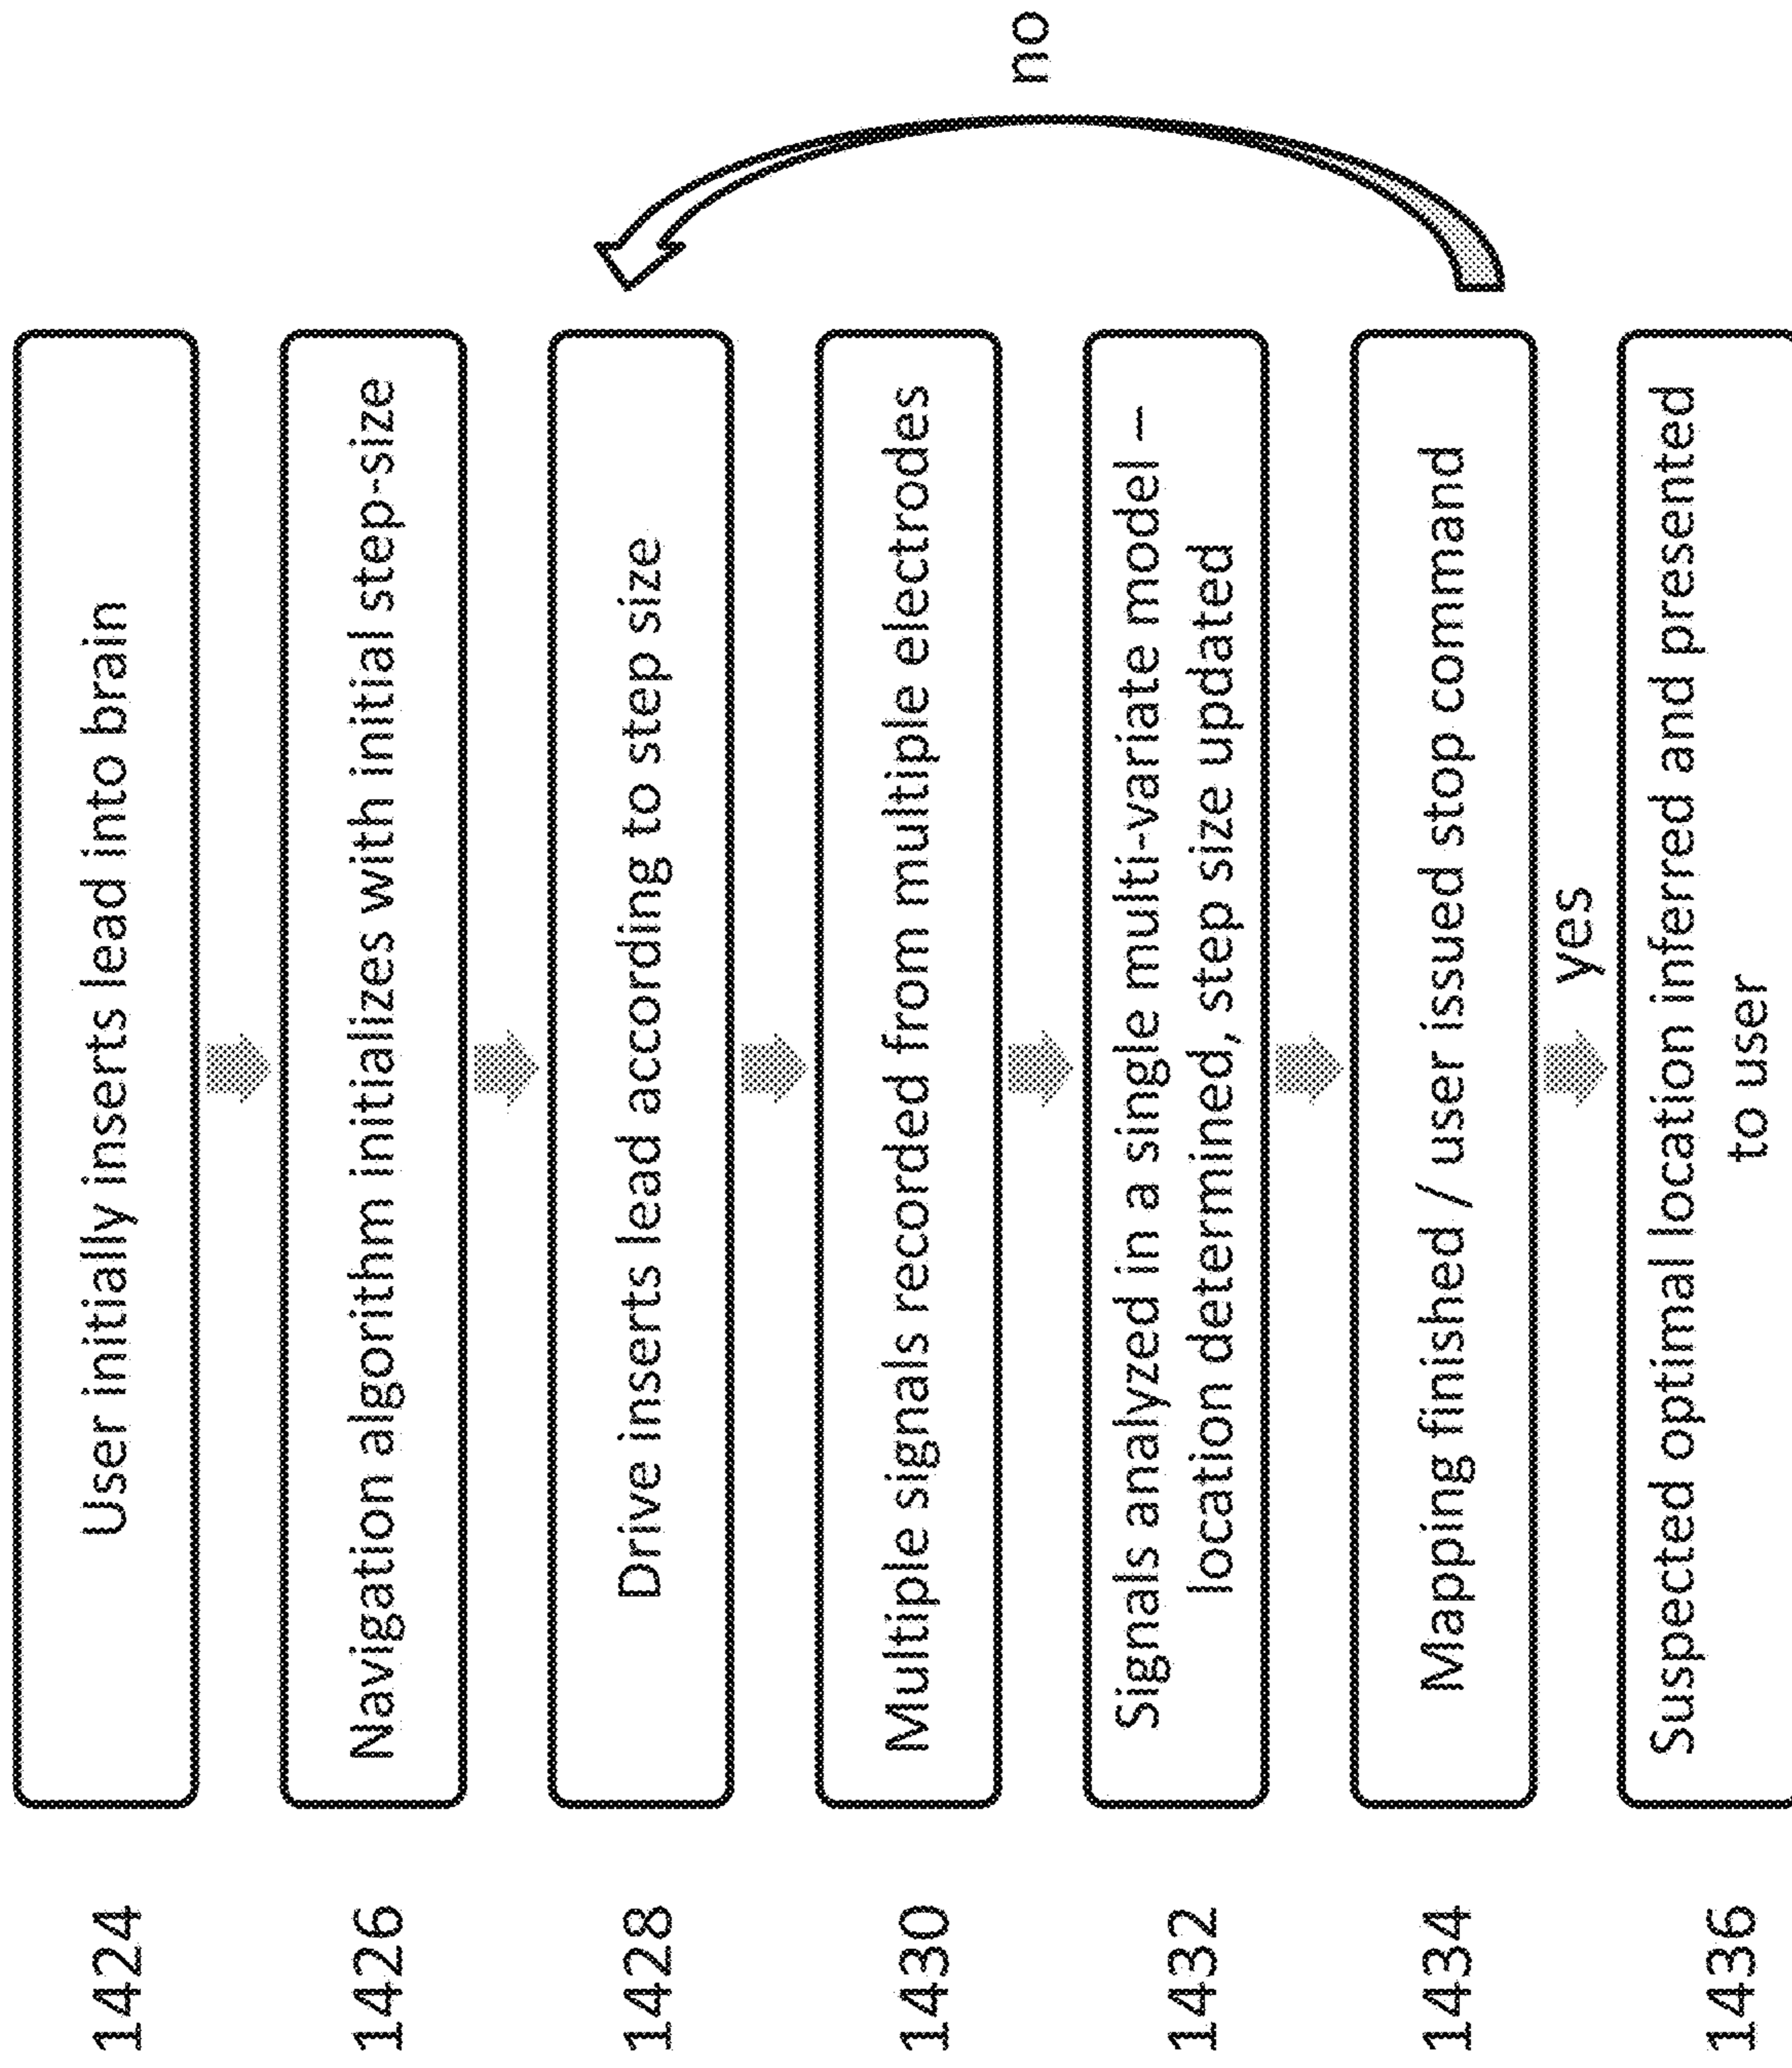 1424
User initially inserts lead into brain
1426
Navigation algorithm initializes with initial step-size
1428
Drive inserts lead according to step size
1430
Multiple signals recorded from multiple electrodes
1432
Signals analyzed in a single multi-variate model –
location determined, step size updated
1434
Mapping finished / user issued stop command
no
yes
1436
Suspected optimal location inferred and presented
to user